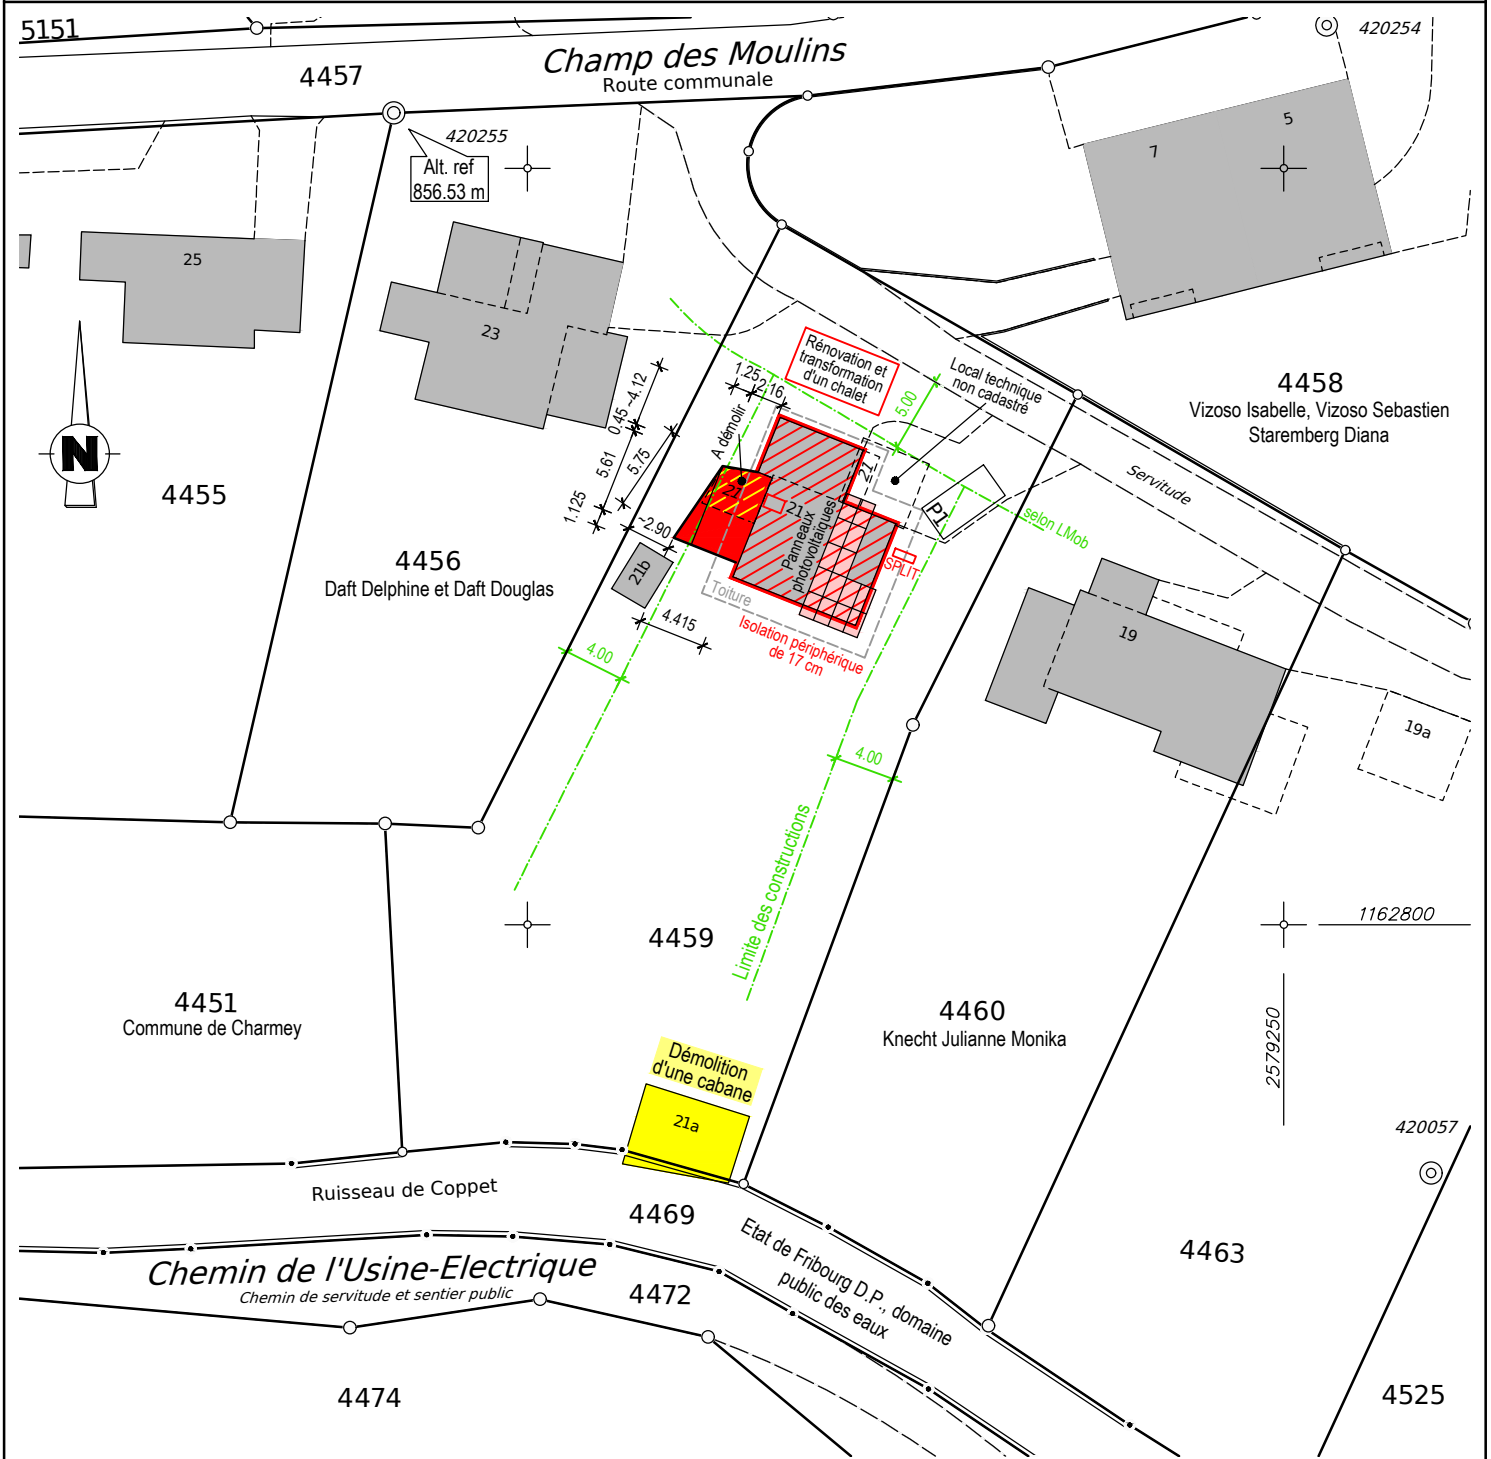 5151
4457
Champ des Moulins
Route communale
420254
420255
Alt. ref
856.53 m
5
7
25
23
N
4455
4456
Daft Delphine et Daft Douglas
4458
Vizoso Isabelle, Vizoso Sebastien
Staremberg Diana
Rénovation et
transformation
d'un chalet
Local technique
non cadastré
Servitude
5.00
1.25
2.16
A démolir
~4.12
0.45
5.61
5.75
1.125
~2.90
21
21
21
21b
Panneaux
photovoltaïques
P1
selon LMob
SPLIT
Toiture
Isolation périphérique
de 17 cm
4.415
4.00
4.00
19
19a
Limite des constructions
4459
4451
Commune de Charmey
4460
Knecht Julianne Monika
1162800
2579250
420057
Démolition
d'une cabane
21a
Ruisseau de Coppet
4469
Etat de Fribourg D.P., domaine
public des eaux
4463
Chemin de l'Usine-Electrique
Chemin de servitude et sentier public
4472
4474
4525